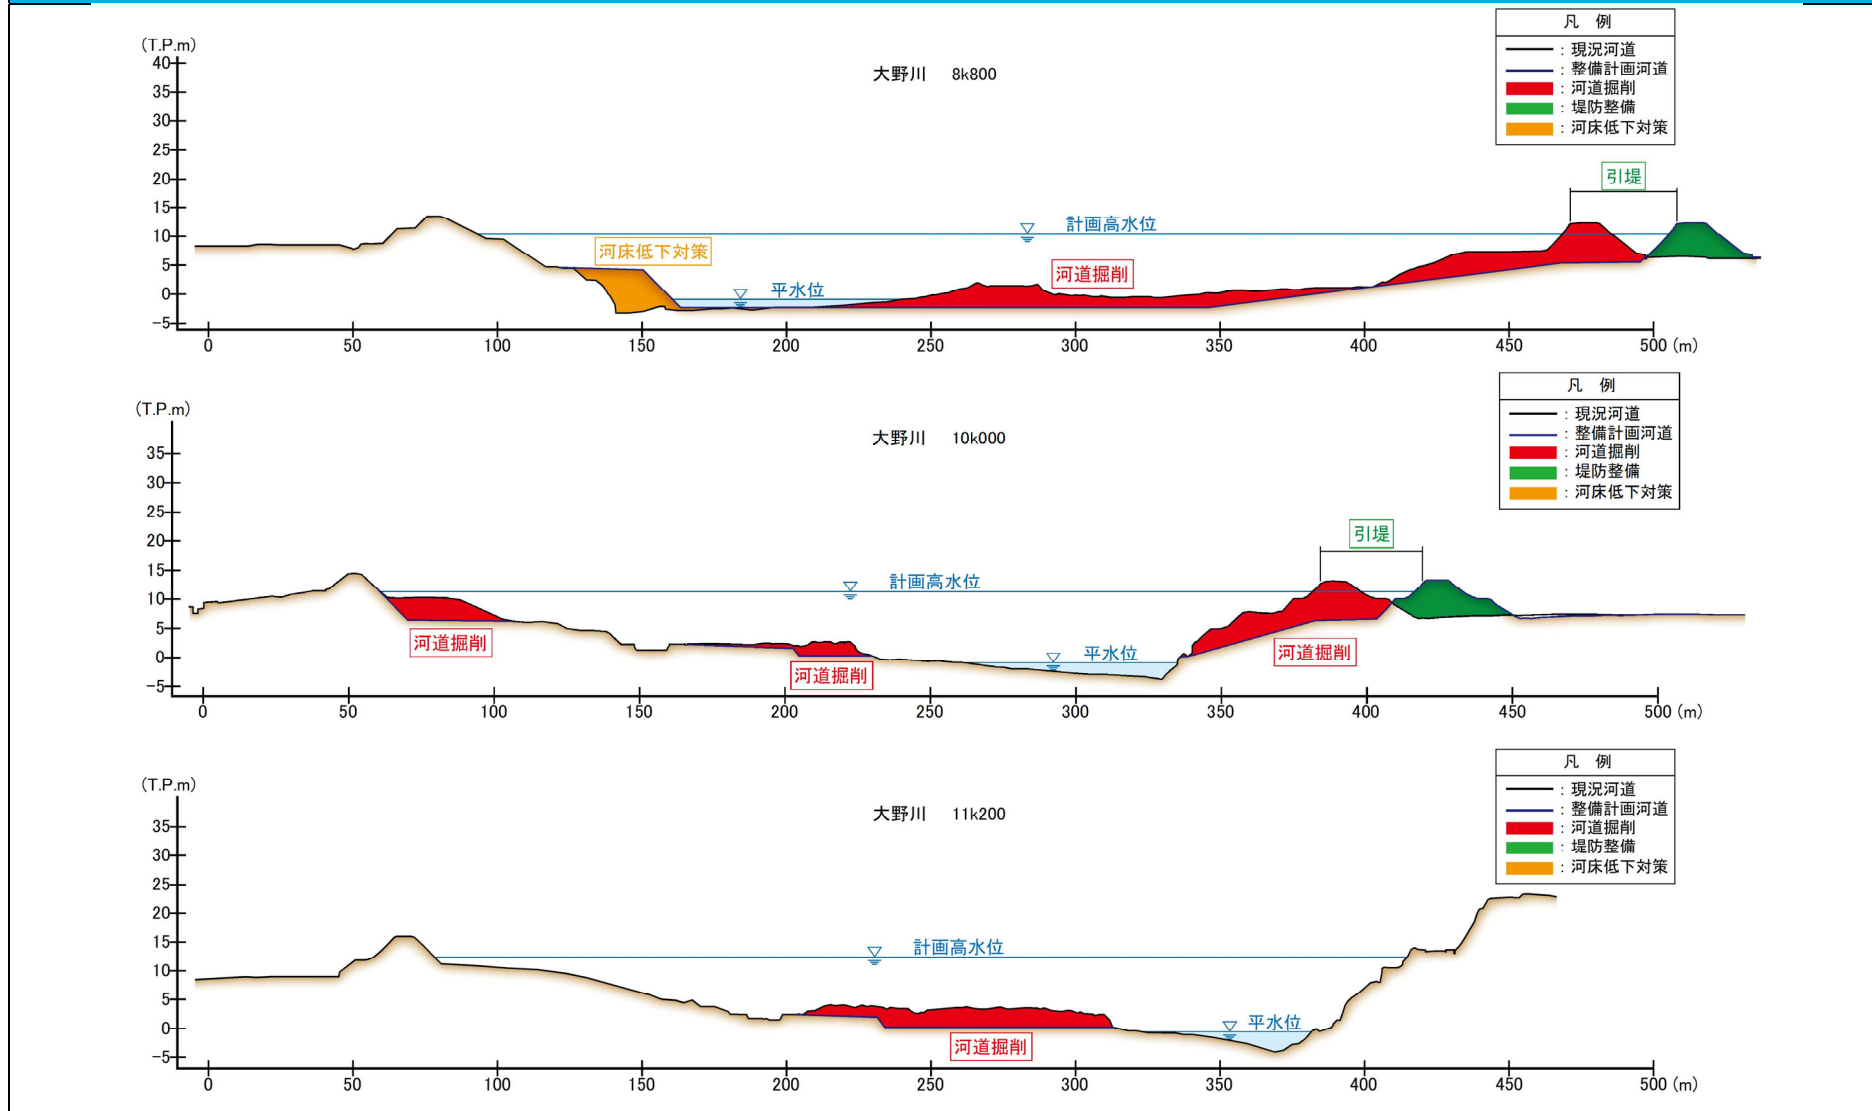 (T.P.m)
40
35
30
25
20
15
10
5
0
-5
大野川 8k800
凡 例
: 現況河道
: 整備計画河道
: 河道掘削
: 堤防整備
: 河床低下対策
引堤
計画高水位
河床低下対策
河道掘削
平水位
0 50 100 150 200 250 300 350 400 450 500 (m)
(T.P.m)
35
30
25
20
15
10
5
0
-5
大野川 10k000
凡 例
: 現況河道
: 整備計画河道
: 河道掘削
: 堤防整備
: 河床低下対策
引堤
計画高水位
河道掘削
河道掘削
平水位
河道掘削
0 50 100 150 200 250 300 350 400 450 500 (m)
(T.P.m)
35
30
25
20
15
10
5
0
-5
大野川 11k200
凡 例
: 現況河道
: 整備計画河道
: 河道掘削
: 堤防整備
: 河床低下対策
計画高水位
平水位
河道掘削
0 50 100 150 200 250 300 350 400 450 500 (m)